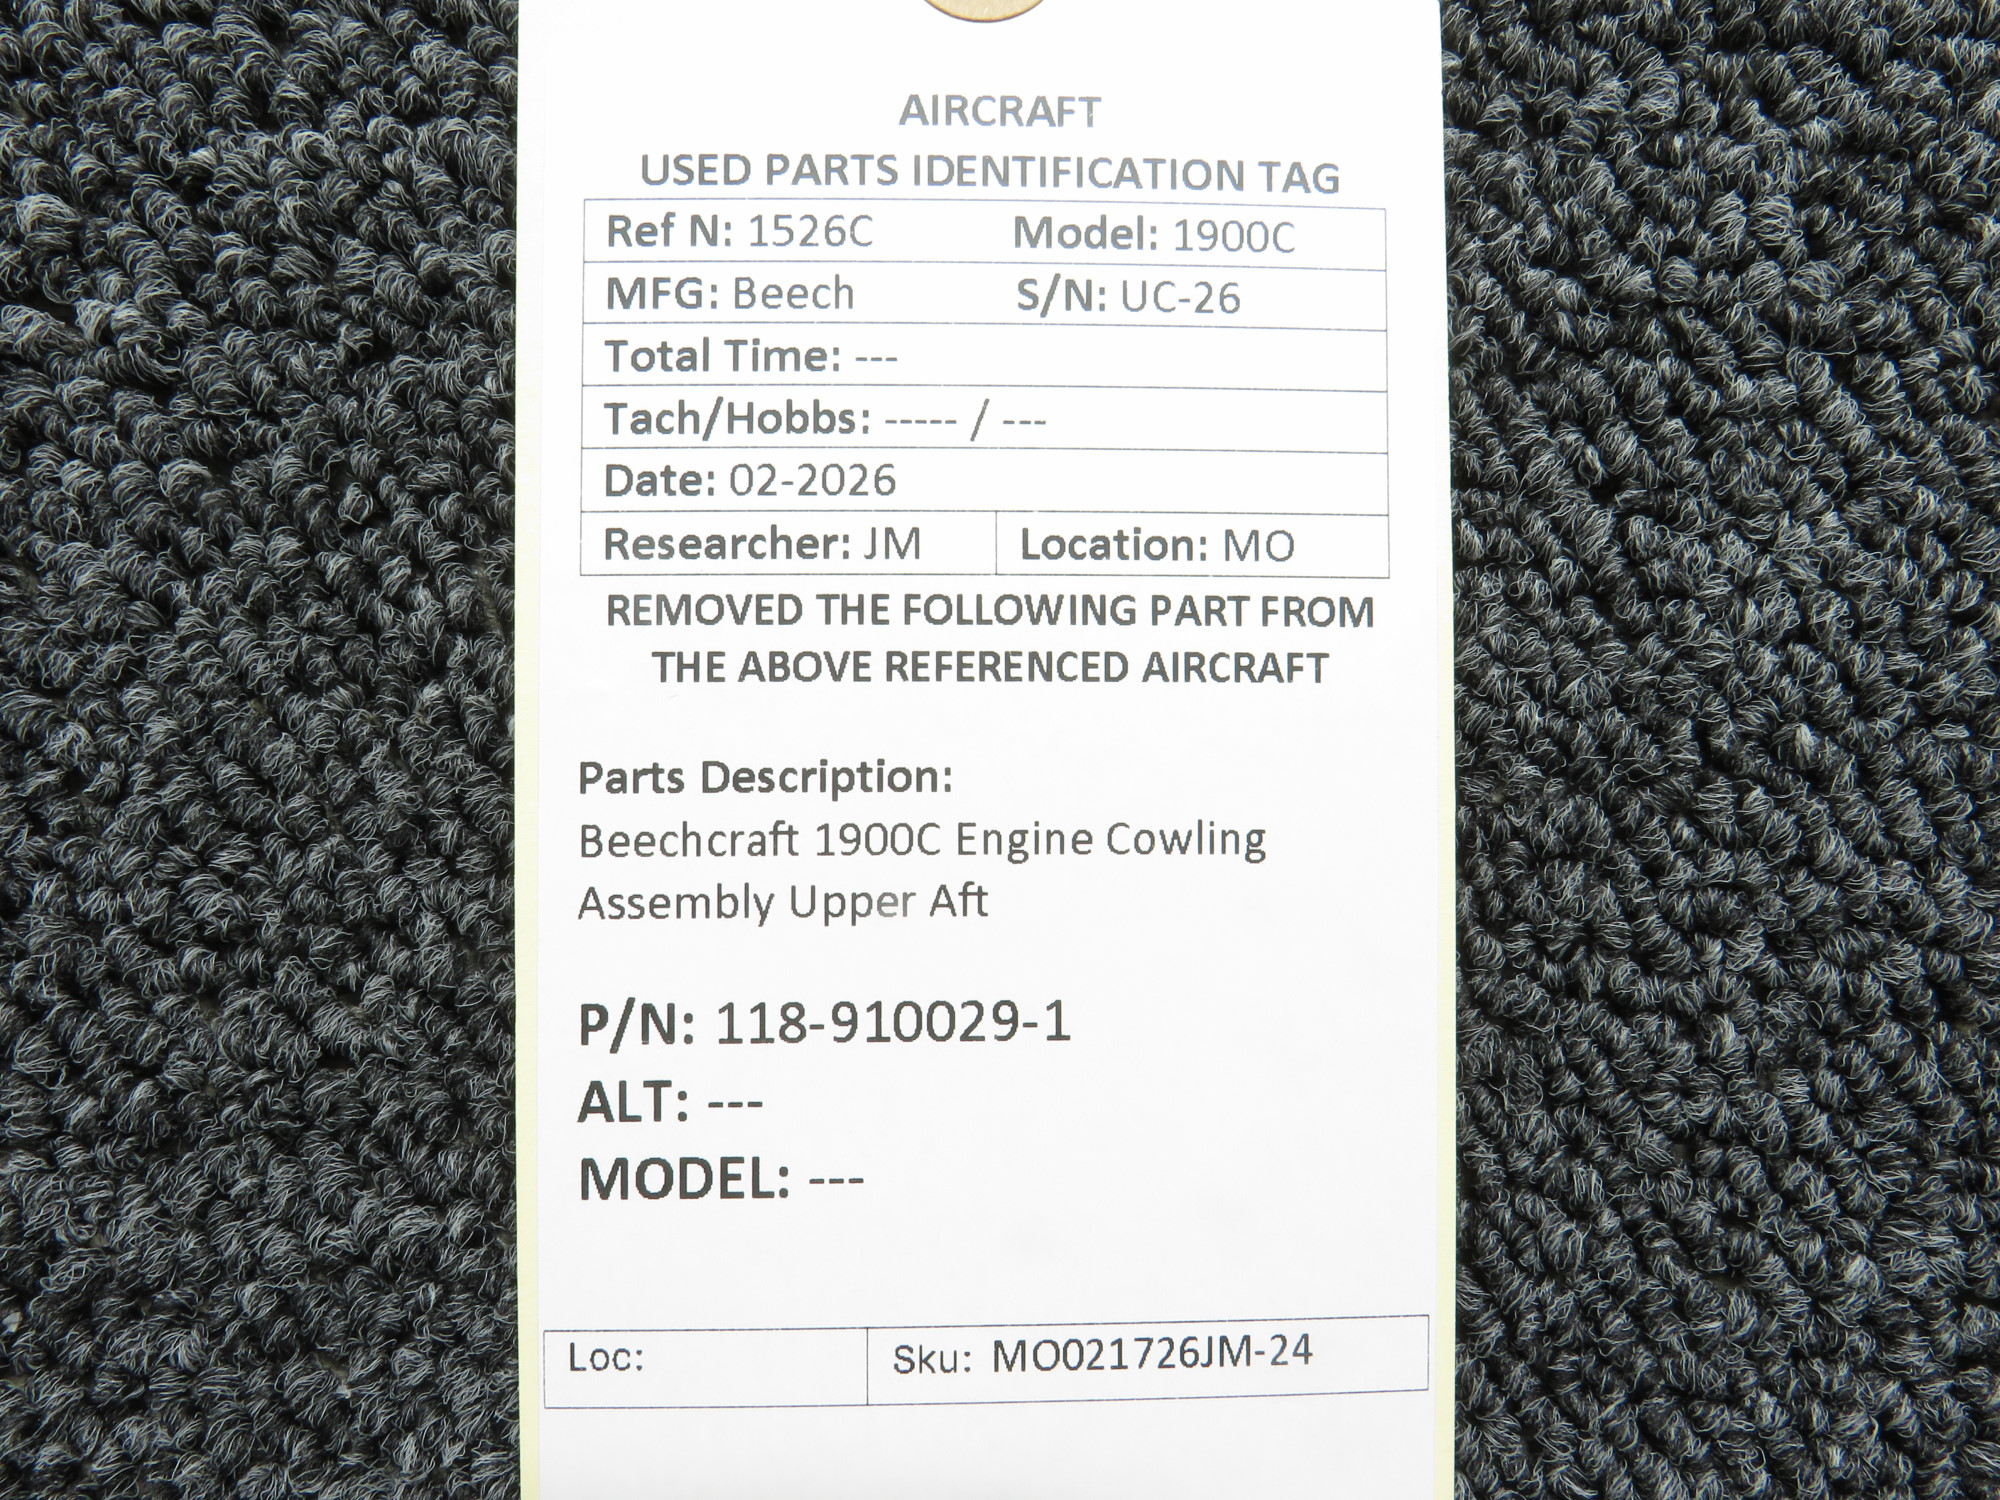 AIRCRAFT
USED PARTS IDENTIFICATION TAG
Ref N: 1526C Model: 1900C
MFG: Beech S/N: UC-26
Total Time: ---
Tach/Hobbs: ----- / ---
Date: 02-2026
Researcher: JM Location: MO
REMOVED THE FOLLOWING PART FROM
THE ABOVE REFERENCED AIRCRAFT
Parts Description:
Beechcraft 1900C Engine Cowling
Assembly Upper Aft
P/N: 118-910029-1
ALT: ---
MODEL: ---
Loc: Sku: MO021726JM-24